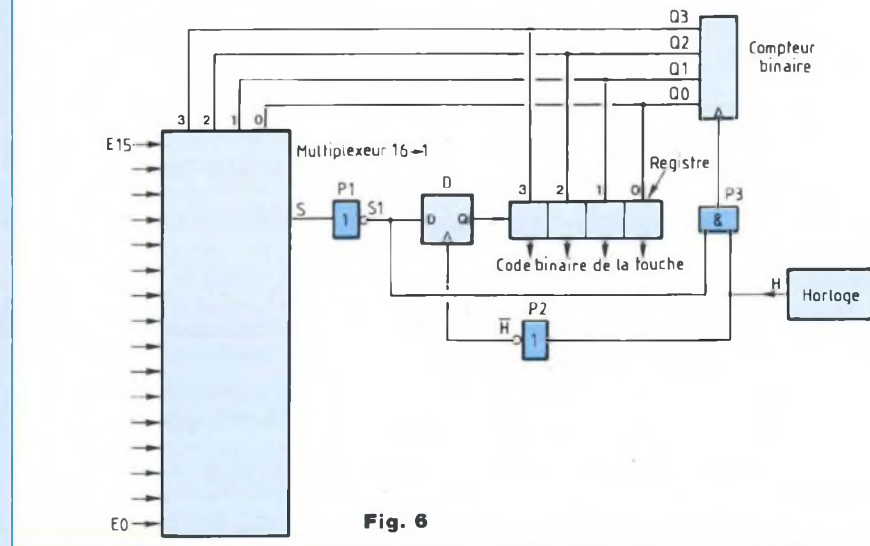 Q3
Q2
Q1
Q0
Compteur
binaire
3 2 1 0
E15
Multiplexeur 16→1
S
P1
1
S1
D
D Q
3 2 1 0
Registre
P3
&
Code binaire de la touche
H
Horloge
P2
H̅
1
E0
Fig. 6